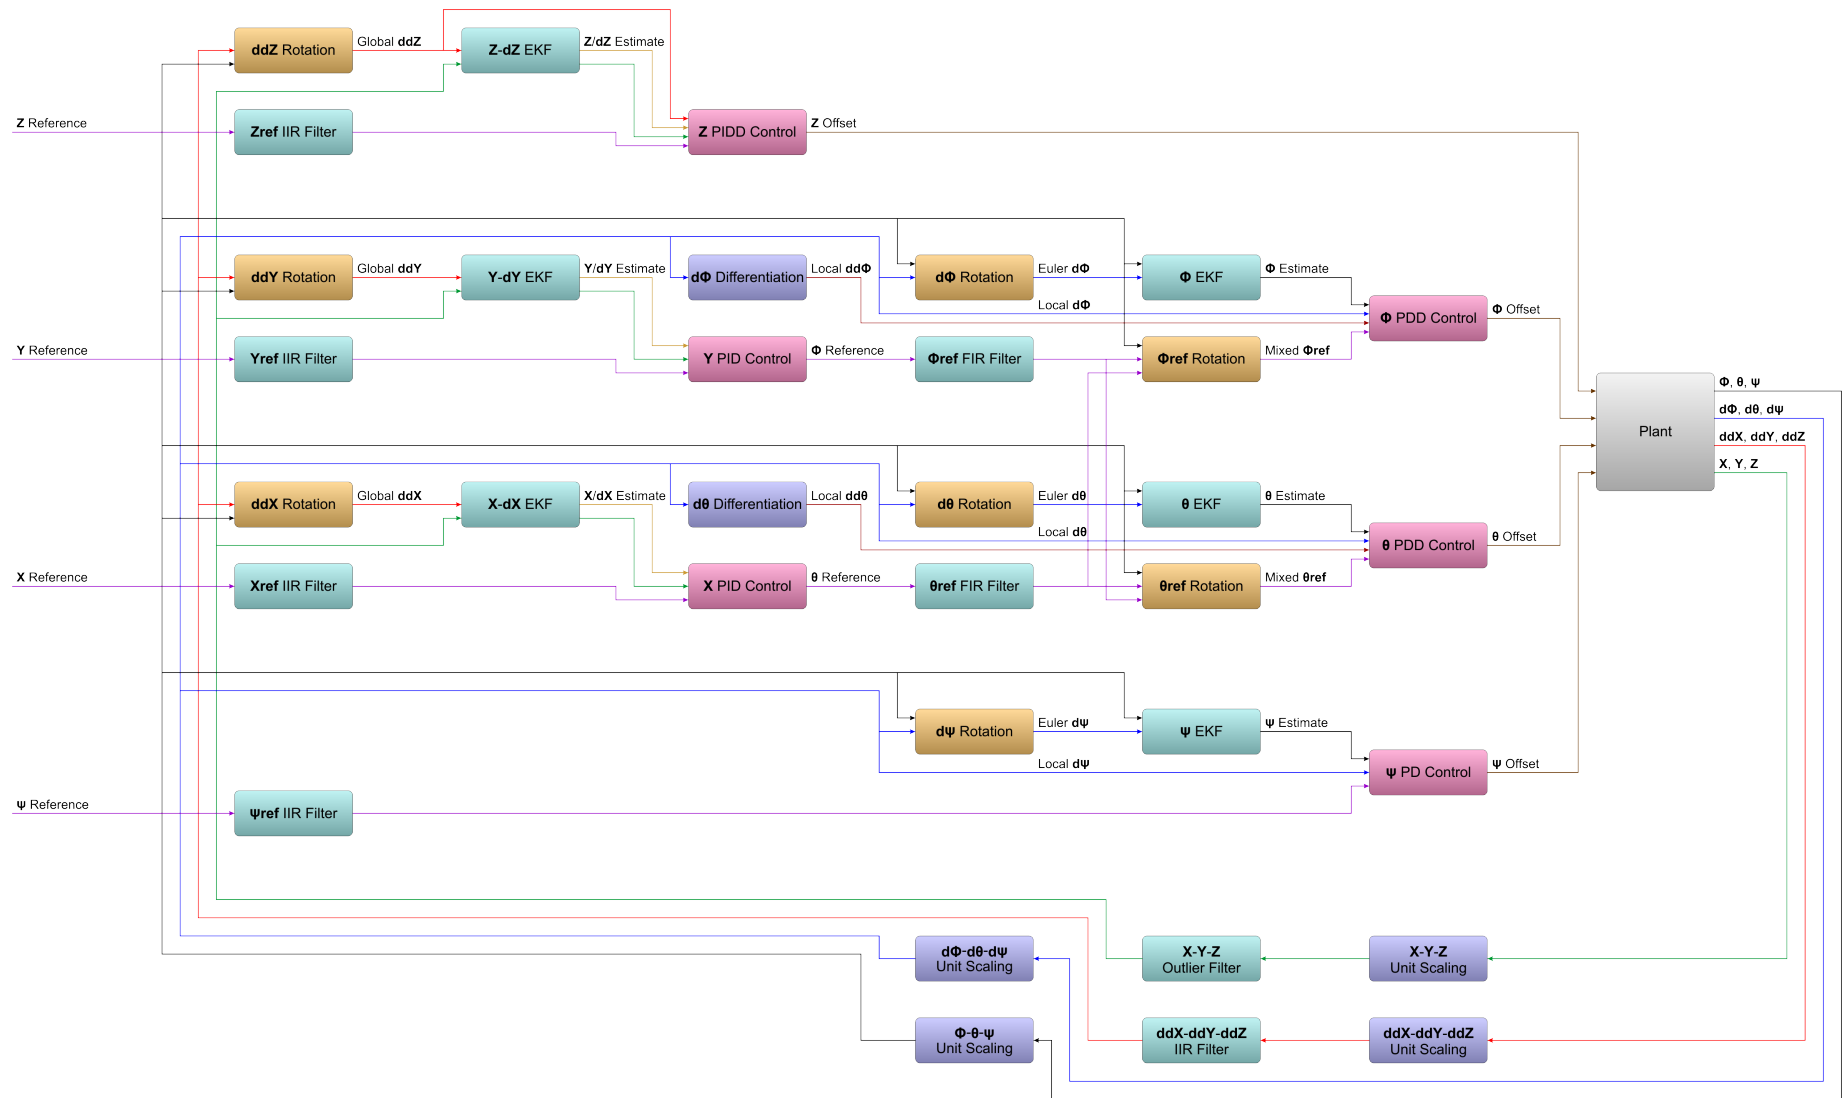 ddZ Rotation
Global ddZ
Z-dZ EKF
Z/dZ Estimate
Z Reference
Zref IIR Filter
Z PIDD Control
Z Offset
ddY Rotation
Global ddY
Y-dY EKF
Y/dY Estimate
dΦ Differentiation
Local ddΦ
dΦ Rotation
Euler dΦ
Φ EKF
Φ Estimate
Local dΦ
Φ PDD Control
Φ Offset
Y Reference
Yref IIR Filter
Y PID Control
Φ Reference
Φref FIR Filter
Φref Rotation
Mixed Φref
Plant
Φ, θ, ψ
dΦ, dθ, dψ
ddX, ddY, ddZ
X, Y, Z
ddX Rotation
Global ddX
X-dX EKF
X/dX Estimate
dθ Differentiation
Local ddθ
dθ Rotation
Euler dθ
θ EKF
θ Estimate
Local dθ
θ PDD Control
θ Offset
X Reference
Xref IIR Filter
X PID Control
θ Reference
θref FIR Filter
θref Rotation
Mixed θref
dψ Rotation
Euler dψ
ψ EKF
ψ Estimate
Local dψ
ψ PD Control
ψ Offset
ψ Reference
ψref IIR Filter
dΦ-dθ-dψ
Unit Scaling
X-Y-Z
Outlier Filter
X-Y-Z
Unit Scaling
Φ-θ-ψ
Unit Scaling
ddX-ddY-ddZ
IIR Filter
ddX-ddY-ddZ
Unit Scaling